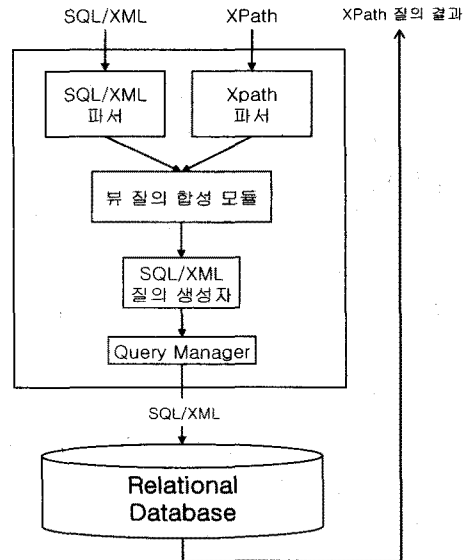 SQL/XML
XPath
XPath 질의 결과
SQL/XML
파서
Xpath
파서
뷰 질의 합성 모듈
SQL/XML
질의 생성자
Query Manager
SQL/XML
Relational
Database